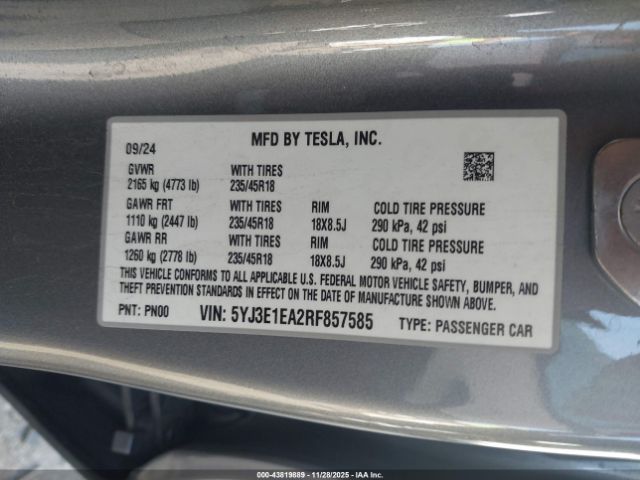 MFD BY TESLA, INC.
09/24
GVWR WITH TIRES
2165 kg (4773 lb) 235/45R18
GAWR FRT WITH TIRES RIM COLD TIRE PRESSURE
1110 kg (2447 lb) 235/45R18 18X8.5J 290 kPa, 42 psi
GAWR RR WITH TIRES RIM COLD TIRE PRESSURE
1260 kg (2778 lb) 235/45R18 18X8.5J 290 kPa, 42 psi
THIS VEHICLE CONFORMS TO ALL APPLICABLE U.S. FEDERAL MOTOR VEHICLE SAFETY, BUMPER, AND
THEFT PREVENTION STANDARDS IN EFFECT ON THE DATE OF MANUFACTURE SHOWN ABOVE.
PNT: PN00 VIN: 5YJ3E1EA2RF857585 TYPE: PASSENGER CAR
000-43819889 - 11/28/2025 - IAA Inc.